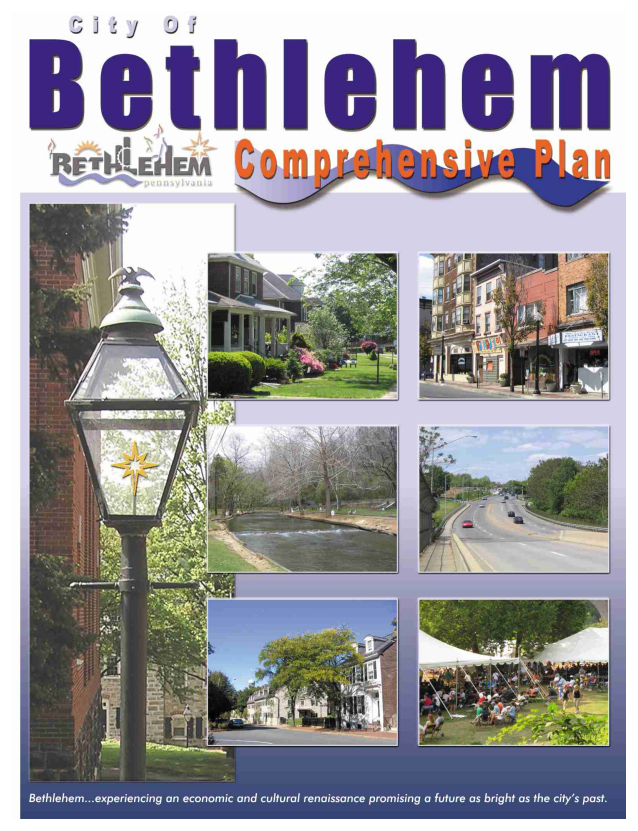 City Of
Bethlehem
BETHLEHEM
pennsylvania
Comprehensive Plan
Bethlehem...experiencing an economic and cultural renaissance promising a future as bright as the city's past.